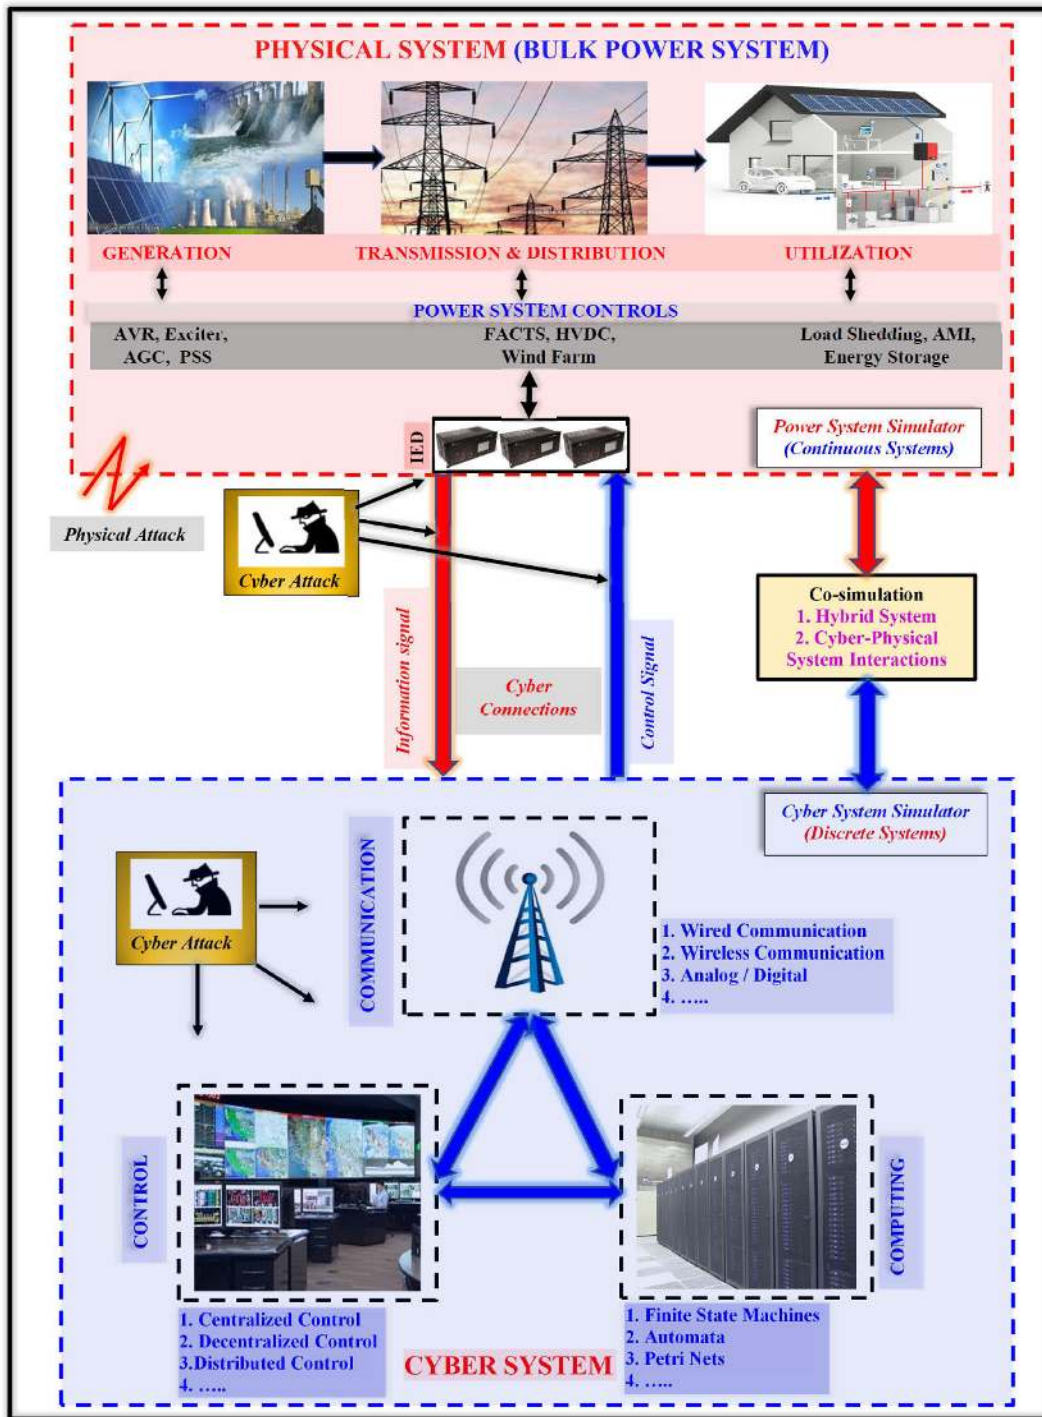 PHYSICAL SYSTEM (BULK POWER SYSTEM)
GENERATION
TRANSMISSION & DISTRIBUTION
UTILIZATION
POWER SYSTEM CONTROLS
AVR, Exciter,
AGC, PSS
FACTS, HVDC,
Wind Farm
Load Shedding, AMI,
Energy Storage
IED
Power System Simulator
(Continuous Systems)
Physical Attack
Cyber Attack
Information signal
Cyber
Connections
Control Signal
Co-simulation
1. Hybrid System
2. Cyber-Physical
System Interactions
Cyber System Simulator
(Discrete Systems)
COMMUNICATION
Cyber Attack
1. Wired Communication
2. Wireless Communication
3. Analog / Digital
4. .....
CONTROL
COMPUTING
1. Centralized Control
2. Decentralized Control
3.Distributed Control
4. .....
CYBER SYSTEM
1. Finite State Machines
2. Automata
3. Petri Nets
4. .....